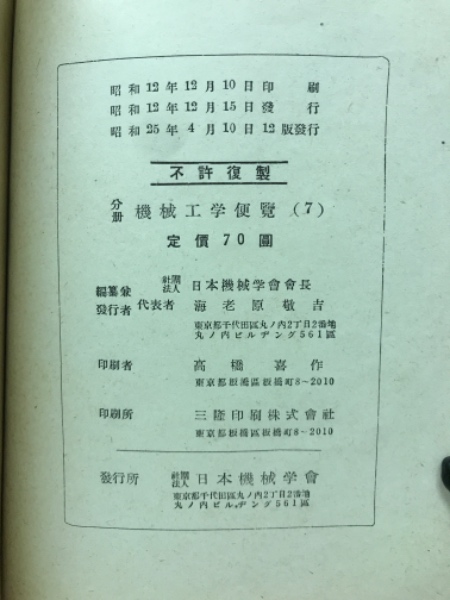 昭和12年12月10日印刷
昭和12年12月15日發行
昭和25年4月10日12版發行
不許復製
分冊 機械工学便覽 (7)
定價70圓
編纂兼發行者 社團法人 日本機械学會會長
代表者 海老原敬吉
東京都千代田區丸ノ内2丁目2番地
丸ノ内ビルヂング561區
印刷者 高橋喜作
東京都板橋區板橋町8~2010
印刷所 三隆印刷株式會社
東京都板橋區板橋町8~2010
發行所 社團法人 日本機械学會
東京都千代田區丸ノ内2丁目2番地
丸ノ内ビルヂング561區